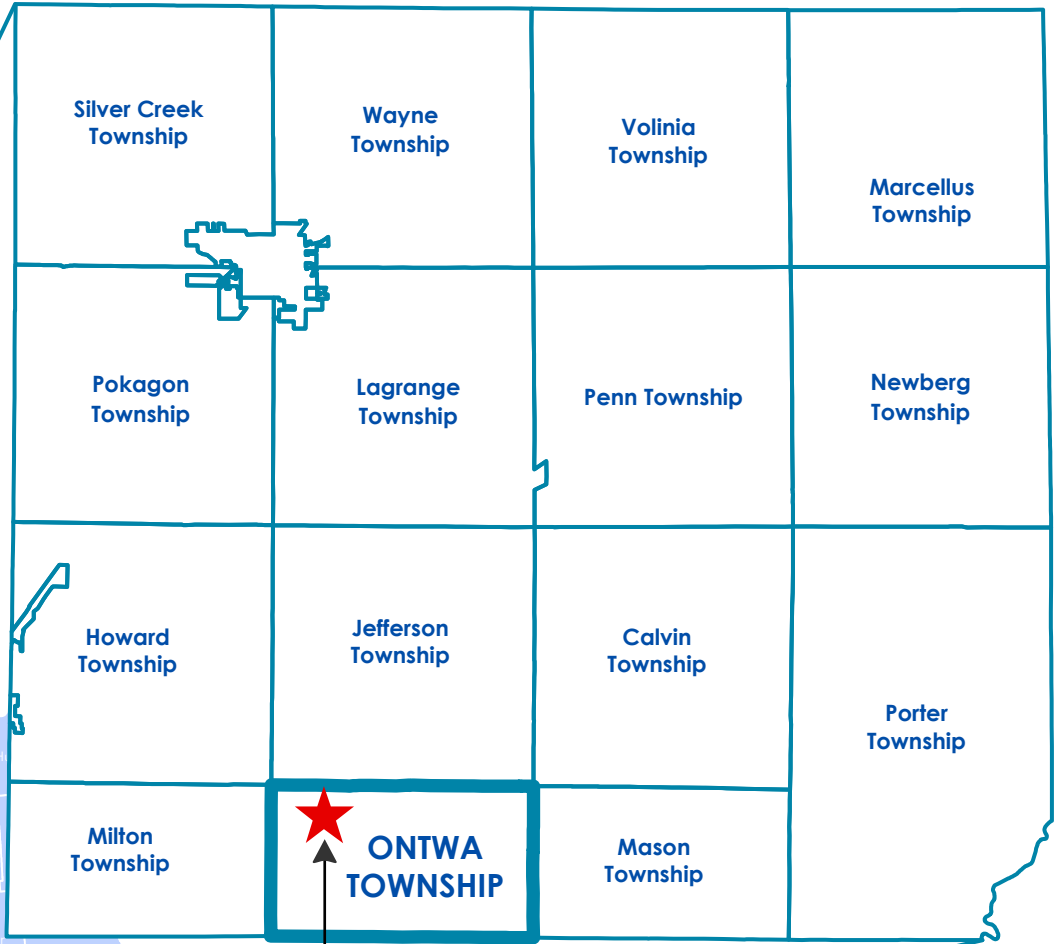 Silver Creek
Township
Wayne
Township
Volinia
Township
Marcellus
Township
Pokagon
Township
Lagrange
Township
Penn Township
Newberg
Township
Howard
Township
Jefferson
Township
Calvin
Township
Porter
Township
Milton
Township
ONTWA
TOWNSHIP
Mason
Township